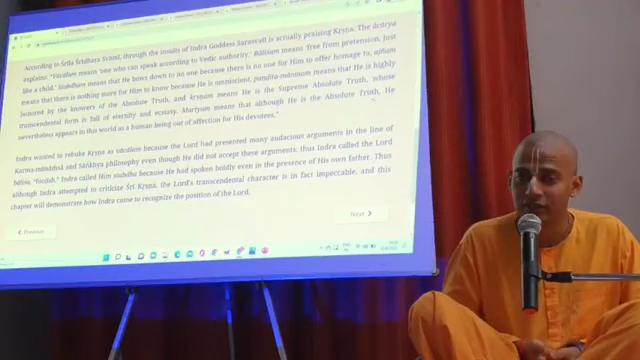 According to Śrīla Śrīdhara Svāmī, through the insults of Indra Goddess Sarasvatī is actually praising Kṛṣṇa. The ācārya
explains: "Vācālam means 'one who can speak according to Vedic authority.' Bāliśam means 'free from pretension, just
like a child.' Stabdham means that He bows down to no one because there is no one for Him to offer homage to, ajñam
means that there is nothing more for Him to know because He is omniscient, paṇḍita-māninam means that He is highly
honored by the knowers of the Absolute Truth, and kṛṣṇam means He is the Supreme Absolute Truth, whose
transcendental form is full of eternity and ecstasy. Martyam means that although He is the Absolute Truth, He
nevertheless appears in this world as a human being out of affection for His devotees."
Indra wanted to rebuke Kṛṣṇa as vācālam because the Lord had presented many audacious arguments in the line of
Karma-mīmāṁsā and Sāṅkhya philosophy even though He did not accept these arguments; thus Indra called the Lord
bāliśa, "foolish." Indra called Him stabdha because He had spoken boldly even in the presence of His own father. Thus
although Indra attempted to criticize Śrī Kṛṣṇa, the Lord's transcendental character is in fact impeccable, and this
chapter will demonstrate how Indra came to recognize the position of the Lord.
Previous
Next